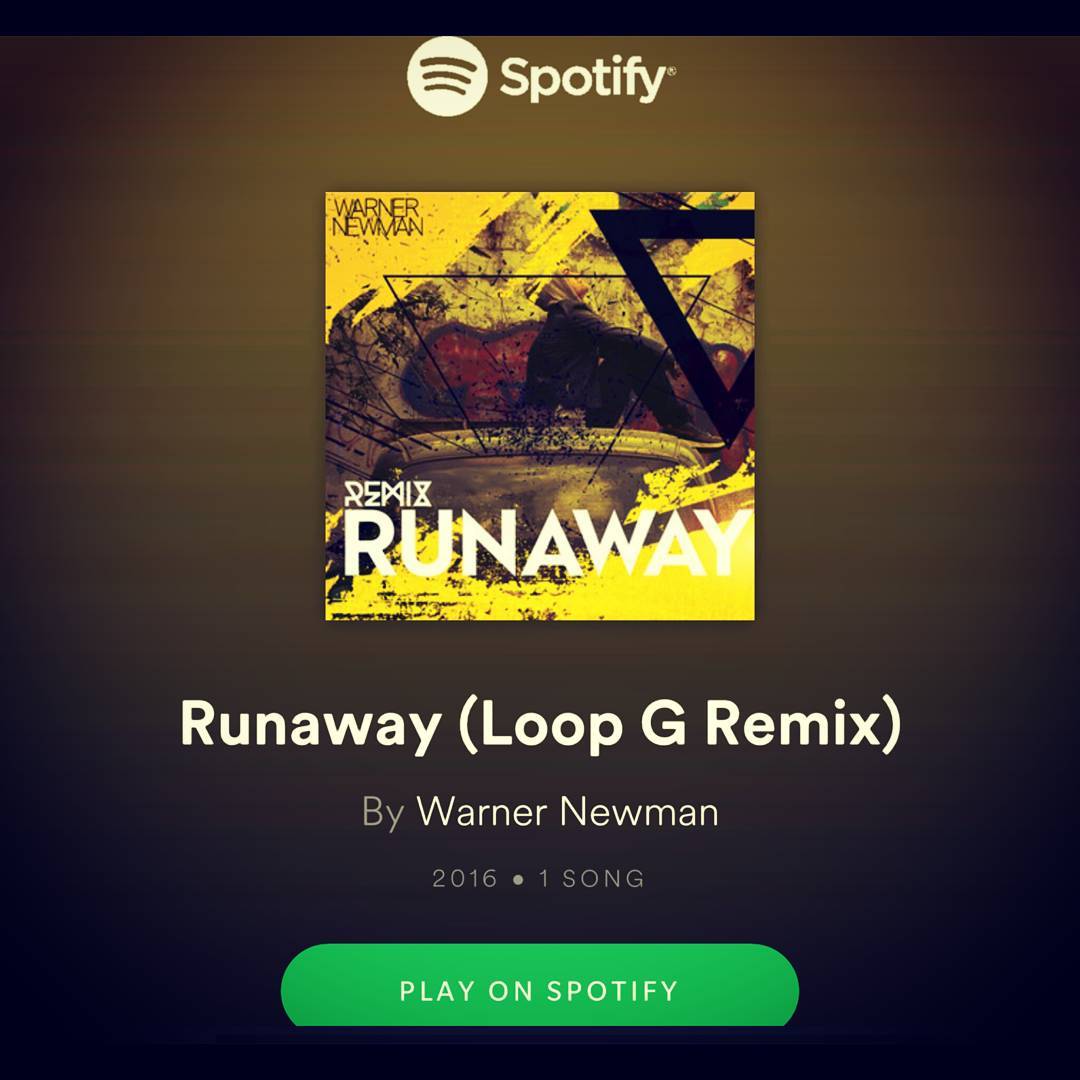 Spotify®
WARNER
NEWMAN
REMIX
RUNAWAY
Runaway (Loop G Remix)
By Warner Newman
2016 • 1 SONG
PLAY ON SPOTIFY